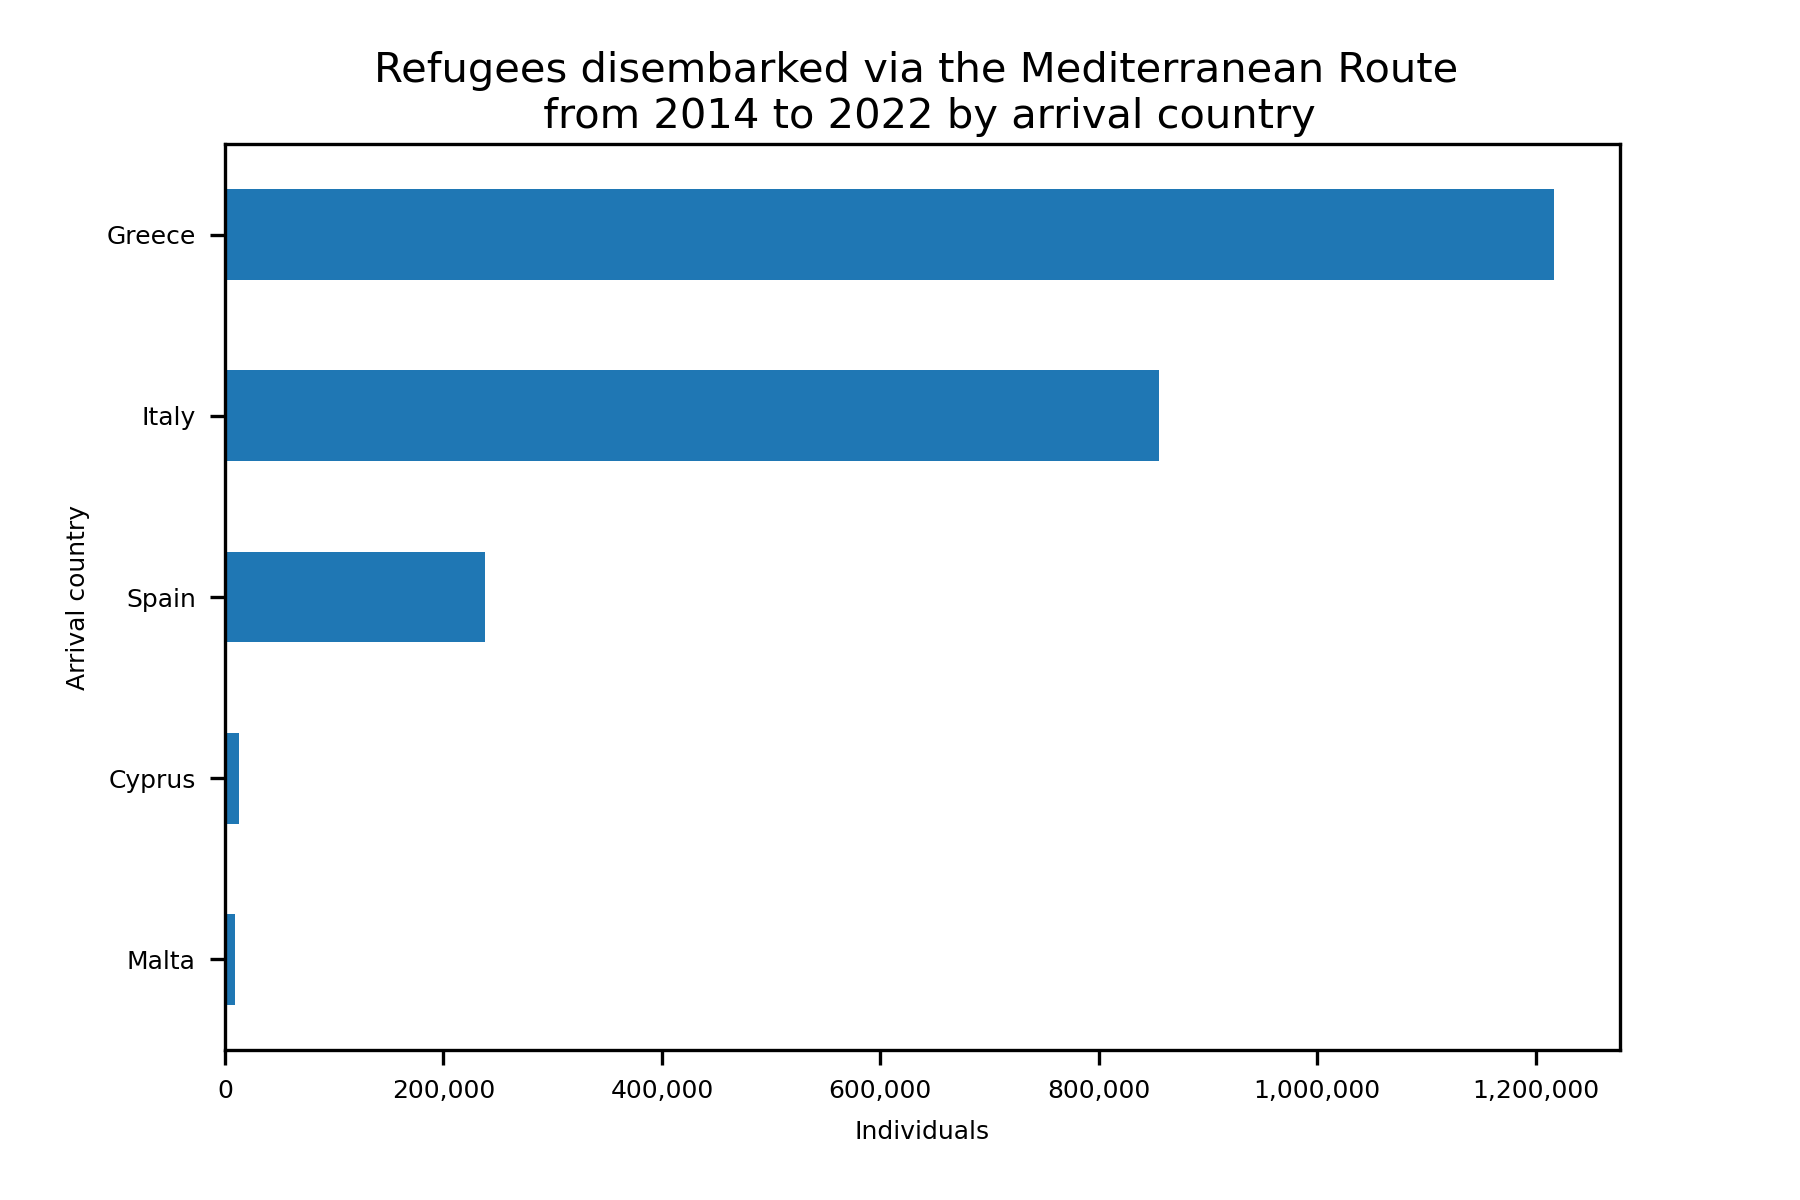 Refugees disembarked via the Mediterranean Route
from 2014 to 2022 by arrival country
Greece
Italy
Spain
Cyprus
Malta
Arrival country
0
200,000
400,000
600,000
800,000
1,000,000
1,200,000
Individuals